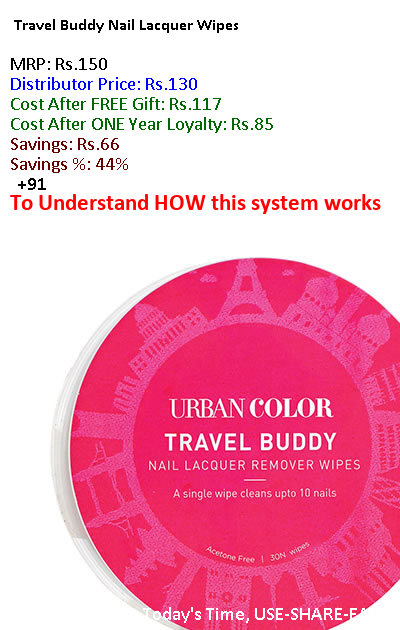 Travel Buddy Nail Lacquer Wipes
MRP: Rs.150
Distributor Price: Rs.130
Cost After FREE Gift: Rs.117
Cost After ONE Year Loyalty: Rs.85
Savings: Rs.66
Savings %: 44%
+91
To Understand HOW this system works
URBAN COLOR
TRAVEL BUDDY
NAIL LACQUER REMOVER WIPES
A single wipe cleans upto 10 nails
Acetone Free | 30N wipes
Today's Time, USE-SHARE-EA